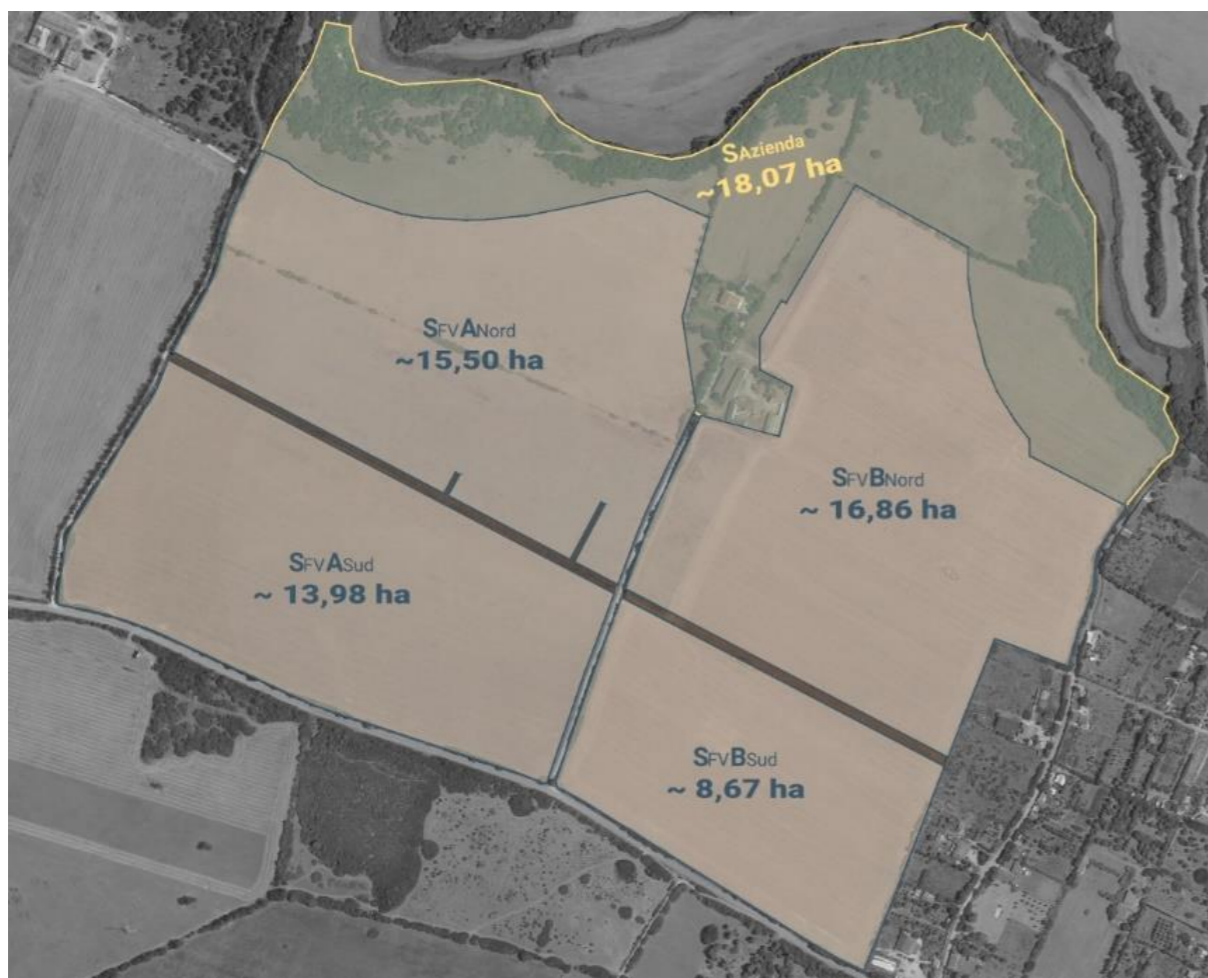 SAzienda
~18,07 ha
SFVANord
~15,50 ha
SFVBNord
~ 16,86 ha
SFVASud
~ 13,98 ha
SFVBSud
~ 8,67 ha